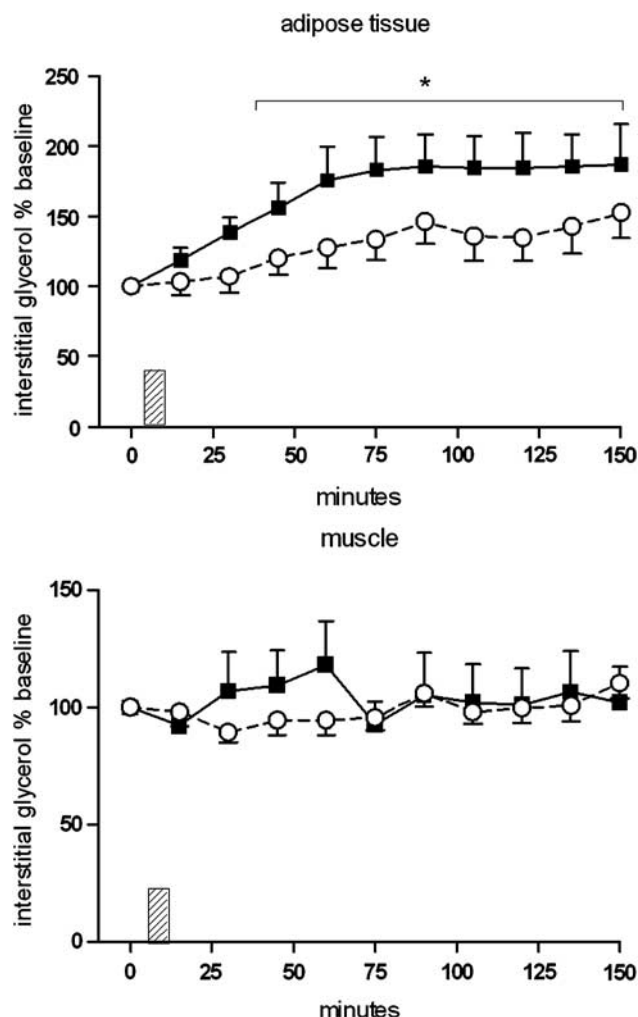 adipose tissue
*
250
200
150
100
50
0
interstitial glycerol % baseline
0 25 50 75 100 125 150
minutes
muscle
150
100
50
0
interstitial glycerol % baseline
0 25 50 75 100 125 150
minutes